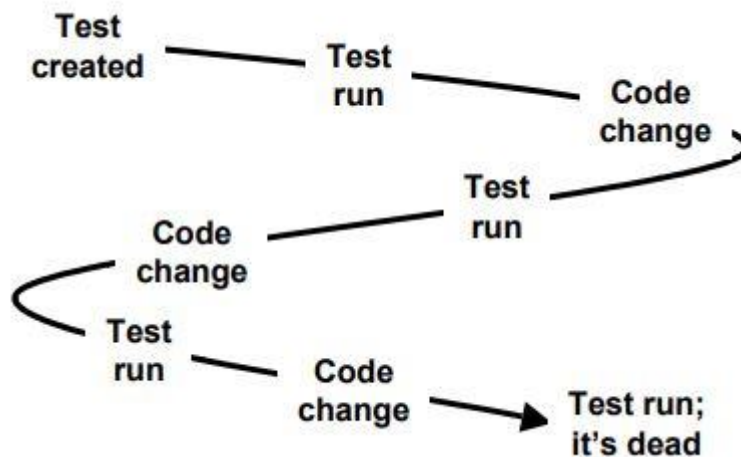 Test
created
Test
run
Code
change
Test
run
Code
change
Test
run
Code
change
Test run;
it's dead